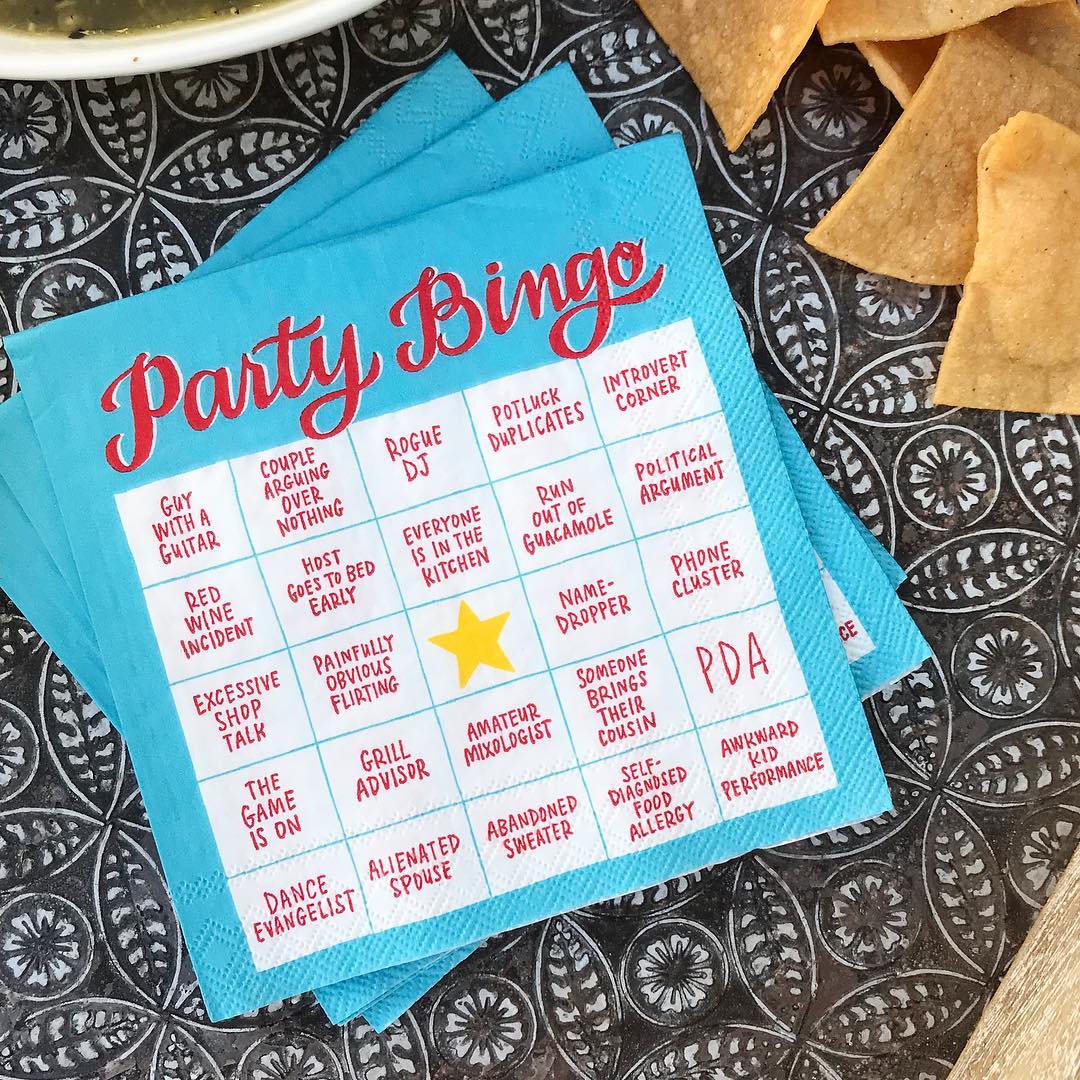 Party Bingo
GUY
WITH A
GUITAR
COUPLE
ARGUING
OVER
NOTHING
ROGUE
DJ
POTLUCK
DUPLICATES
INTROVERT
CORNER
RED
WINE
INCIDENT
HOST
GOES TO BED
EARLY
EVERYONE
IS IN THE
KITCHEN
RUN
OUT OF
GUACAMOLE
POLITICAL
ARGUMENT
EXCESSIVE
SHOP
TALK
PAINFULLY
OBVIOUS
FLIRTING
NAME-
DROPPER
PHONE
CLUSTER
THE
GAME
IS ON
GRILL
ADVISOR
AMATEUR
MIXOLOGIST
SOMEONE
BRINGS
THEIR
COUSIN
PDA
DANCE
EVANGELIST
ALIENATED
SPOUSE
ABANDONED
SWEATER
SELF-
DIAGNOSED
FOOD
ALLERGY
AWKWARD
KID
PERFORMANCE
CE